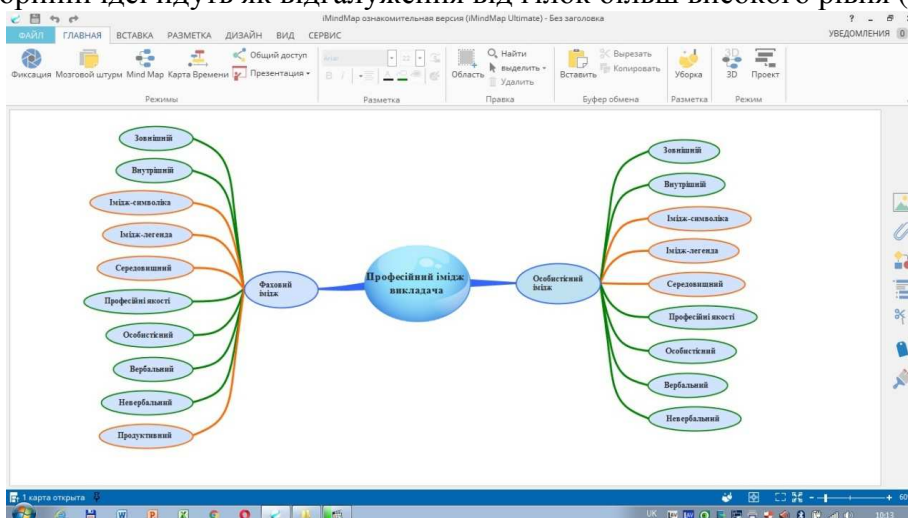 ідеї йдуть як відгалуження від гілок більш високого рівня (
iMindMap ознакомительная версия (iMindMap Ultimate) - Без заголовка
ФАЙЛ ГЛАВНАЯ ВСТАВКА РАЗМЕТКА ДИЗАЙН ВИД СЕРВИС
УВЕДОМЛЕНИЯ 0
Фиксация Мозговой штурм Mind Map Карта Времени
Общий доступ
Презентация
Режимы
Разметка
Область
Найти
выделить
Удалить
Правка
Вставить
Вырезать
Копировать
Буфер обмена
Уборка
Разметка
3D Проект
Режим
Професійний імідж
викладача
Фаховий
імідж
Зовнішній
Внутрішній
Імідж-символіка
Імідж-легенда
Середовищний
Професійні якості
Особистісний
Вербальний
Невербальний
Продуктивний
Особистісний
імідж
Зовнішній
Внутрішній
Імідж-символіка
Імідж-легенда
Середовищний
Професійні якості
Особистісний
Вербальний
Невербальний
1 карта открыта
UK
10:13